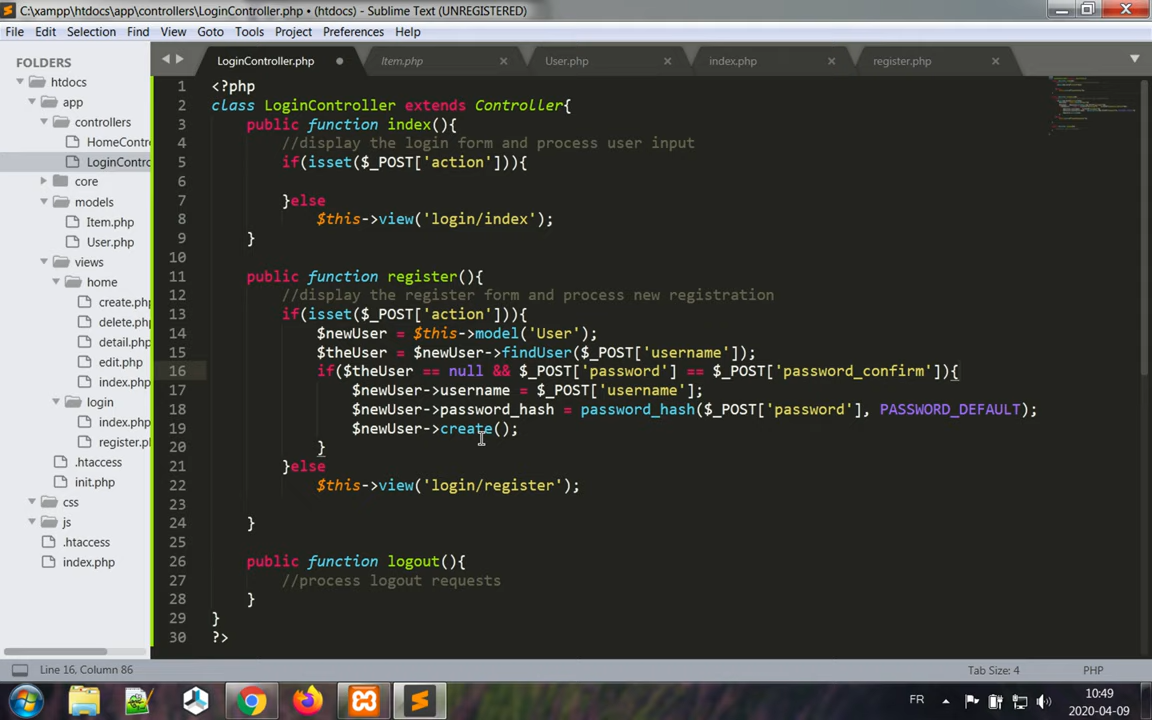 C:\xampp\htdocs\app\controllers\LoginController.php • (htdocs) - Sublime Text (UNREGISTERED)
File Edit Selection Find View Goto Tools Project Preferences Help
FOLDERS
htdocs
app
controllers
HomeContr
LoginContro
core
models
Item.php
User.php
views
home
create.php
delete.php
detail.php
edit.php
index.php
login
index.php
register.p
.htaccess
init.php
css
js
.htaccess
index.php
LoginController.php Item.php User.php index.php register.php
1 <?php
2 class LoginController extends Controller{
3 public function index(){
4 //display the login form and process user input
5 if(isset($_POST['action'])){
6
7 }else
8 $this->view('login/index');
9 }
10
11 public function register(){
12 //display the register form and process new registration
13 if(isset($_POST['action'])){
14 $newUser = $this->model('User');
15 $theUser = $newUser->findUser($_POST['username']);
16 if($theUser == null && $_POST['password'] == $_POST['password_confirm']){
17 $newUser->username = $_POST['username'];
18 $newUser->password_hash = password_hash($_POST['password'], PASSWORD_DEFAULT);
19 $newUser->create();
20 }
21 }else
22 $this->view('login/register');
23
24 }
25
26 public function logout(){
27 //process logout requests
28 }
29 }
30 ?>
Line 16, Column 86 Tab Size: 4 PHP
FR 10:49
2020-04-09